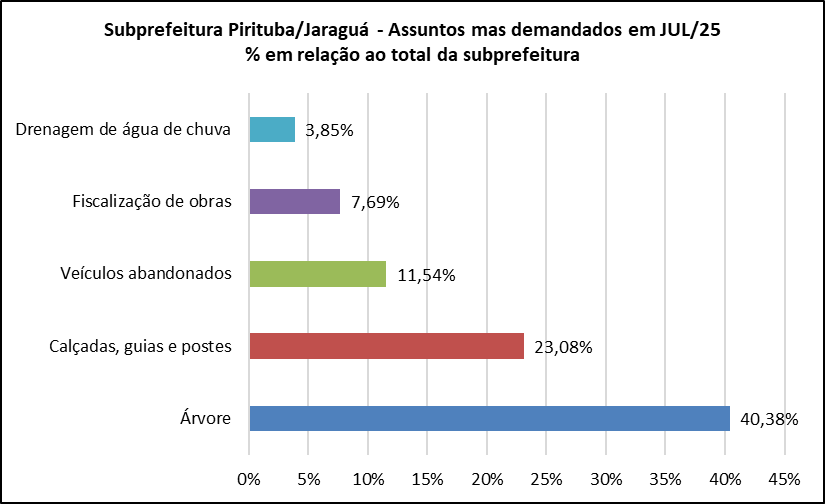 Subprefeitura Pirituba/Jaraguá - Assuntos mas demandados em JUL/25
% em relação ao total da subprefeitura
Drenagem de água de chuva
3,85%
Fiscalização de obras
7,69%
Veículos abandonados
11,54%
Calçadas, guias e postes
23,08%
Árvore
40,38%
0% 5% 10% 15% 20% 25% 30% 35% 40% 45%